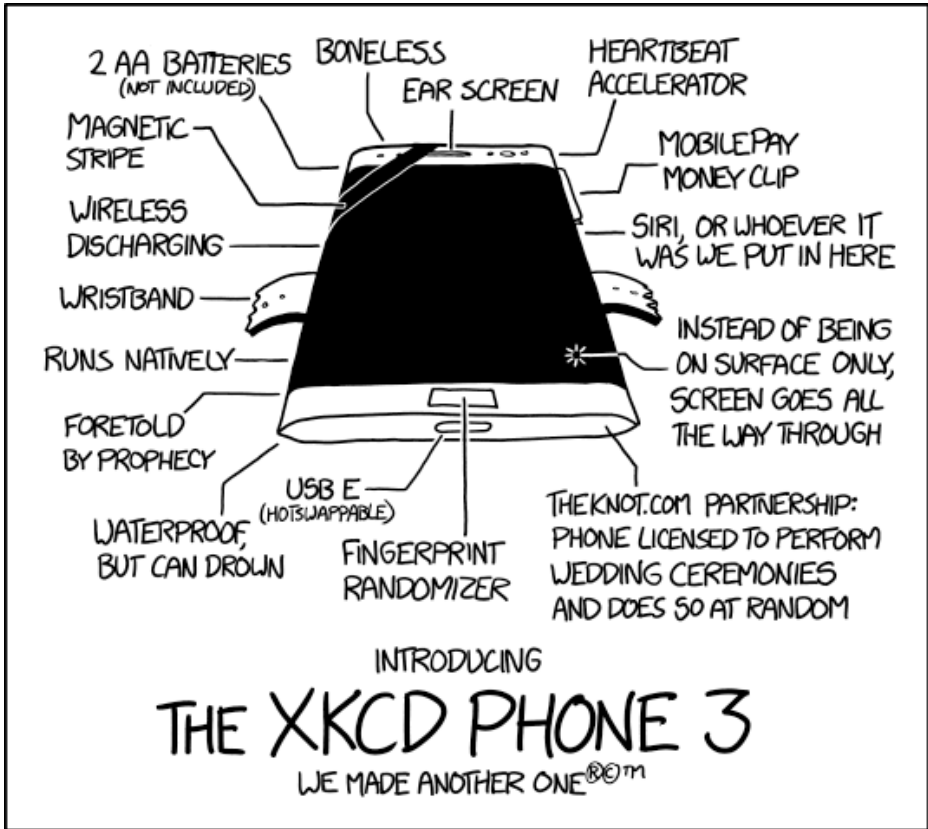 2 AA BATTERIES
(NOT INCLUDED)
BONELESS
EAR SCREEN
HEARTBEAT
ACCELERATOR
MAGNETIC
STRIPE
MOBILEPAY
MONEY CLIP
WIRELESS
DISCHARGING
SIRI, OR WHOEVER IT
WAS WE PUT IN HERE
WRISTBAND
INSTEAD OF BEING
ON SURFACE ONLY,
SCREEN GOES ALL
THE WAY THROUGH
RUNS NATIVELY
FORETOLD
BY PROPHECY
WATERPROOF,
BUT CAN DROWN
USB E
(HOTSWAPPABLE)
FINGERPRINT
RANDOMIZER
THEKNOT.COM PARTNERSHIP:
PHONE LICENSED TO PERFORM
WEDDING CEREMONIES
AND DOES SO AT RANDOM
INTRODUCING
THE XKCD PHONE 3
WE MADE ANOTHER ONE®©™